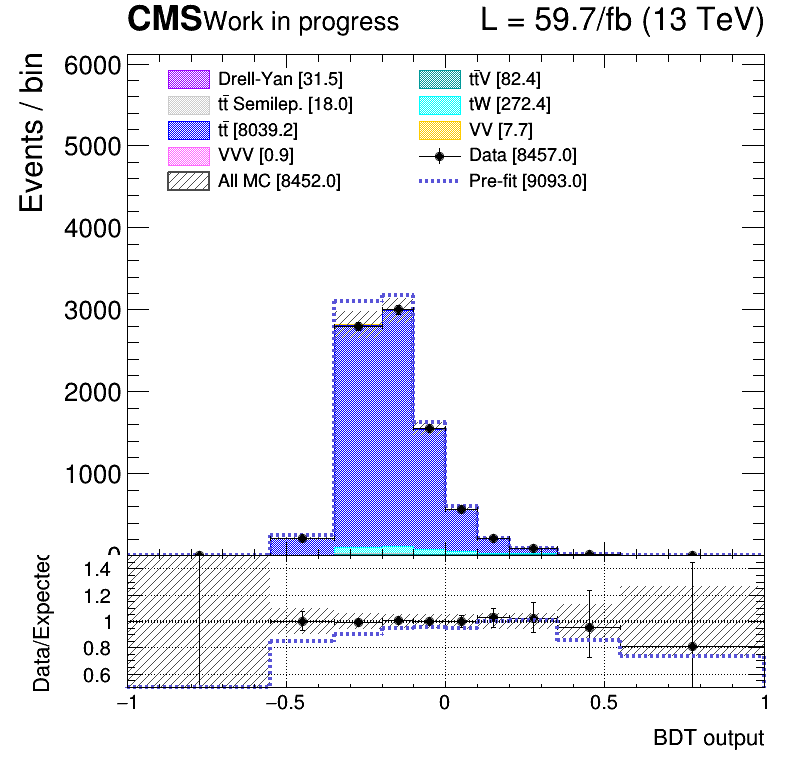 CMS Work in progress L = 59.7/fb (13 TeV)
Events / bin
6000
5000
4000
3000
2000
1000
0
Drell-Yan [31.5]
tt̄ Semilep. [18.0]
tt̄ [8039.2]
VVV [0.9]
All MC [8452.0]
tt̄V [82.4]
tW [272.4]
VV [7.7]
Data [8457.0]
Pre-fit [9093.0]
Data/Expected
1.4
1.2
1
0.8
0.6
−1 −0.5 0 0.5 1
BDT output